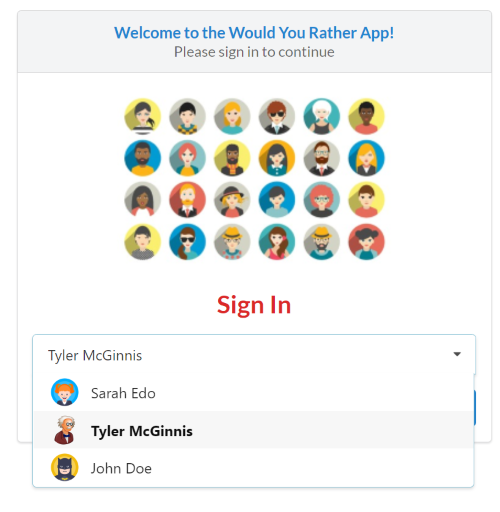 Welcome to the Would You Rather App!
Please sign in to continue
Sign In
Tyler McGinnis
Sarah Edo
Tyler McGinnis
John Doe